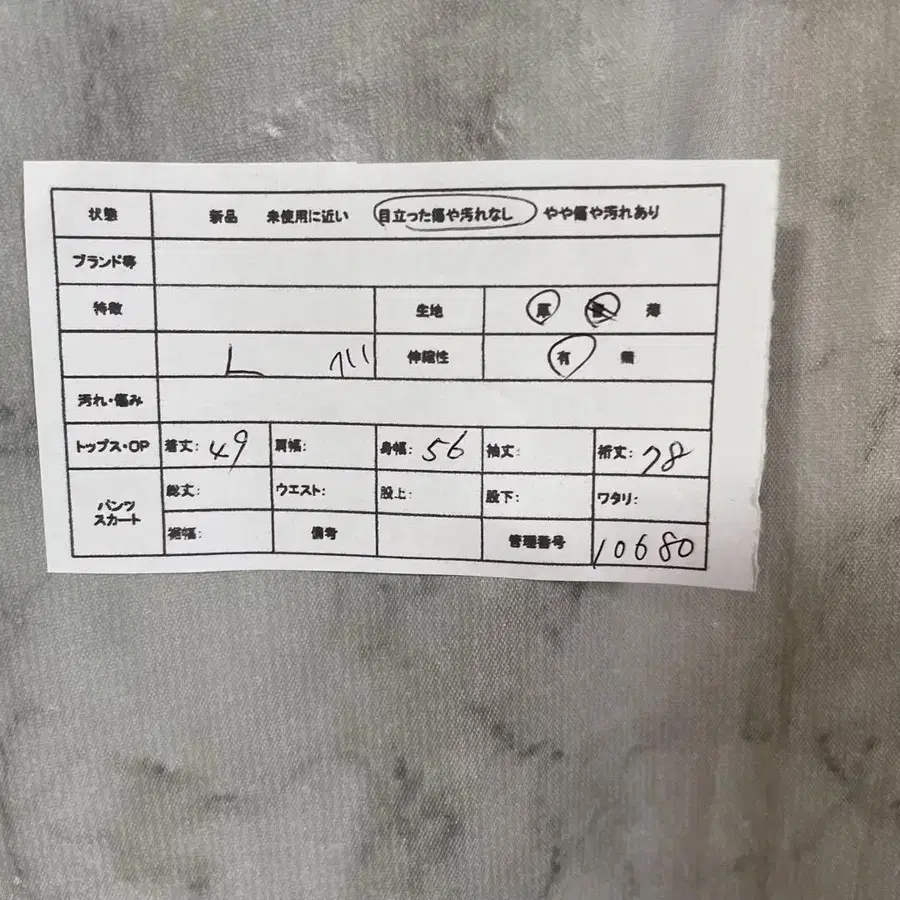 状態 新品 未使用に近い 目立った傷や汚れなし やや傷や汚れあり
ブランド等
特徴 生地 厚 普 薄
L 伸縮性 有 無
汚れ・傷み
トップス・OP 着丈: 49 肩幅: 身幅: 56 袖丈: 裄丈: 78
パンツ スカート 総丈: ウエスト: 股上: 股下: ワタリ:
裾幅: 備考 管理番号 10680